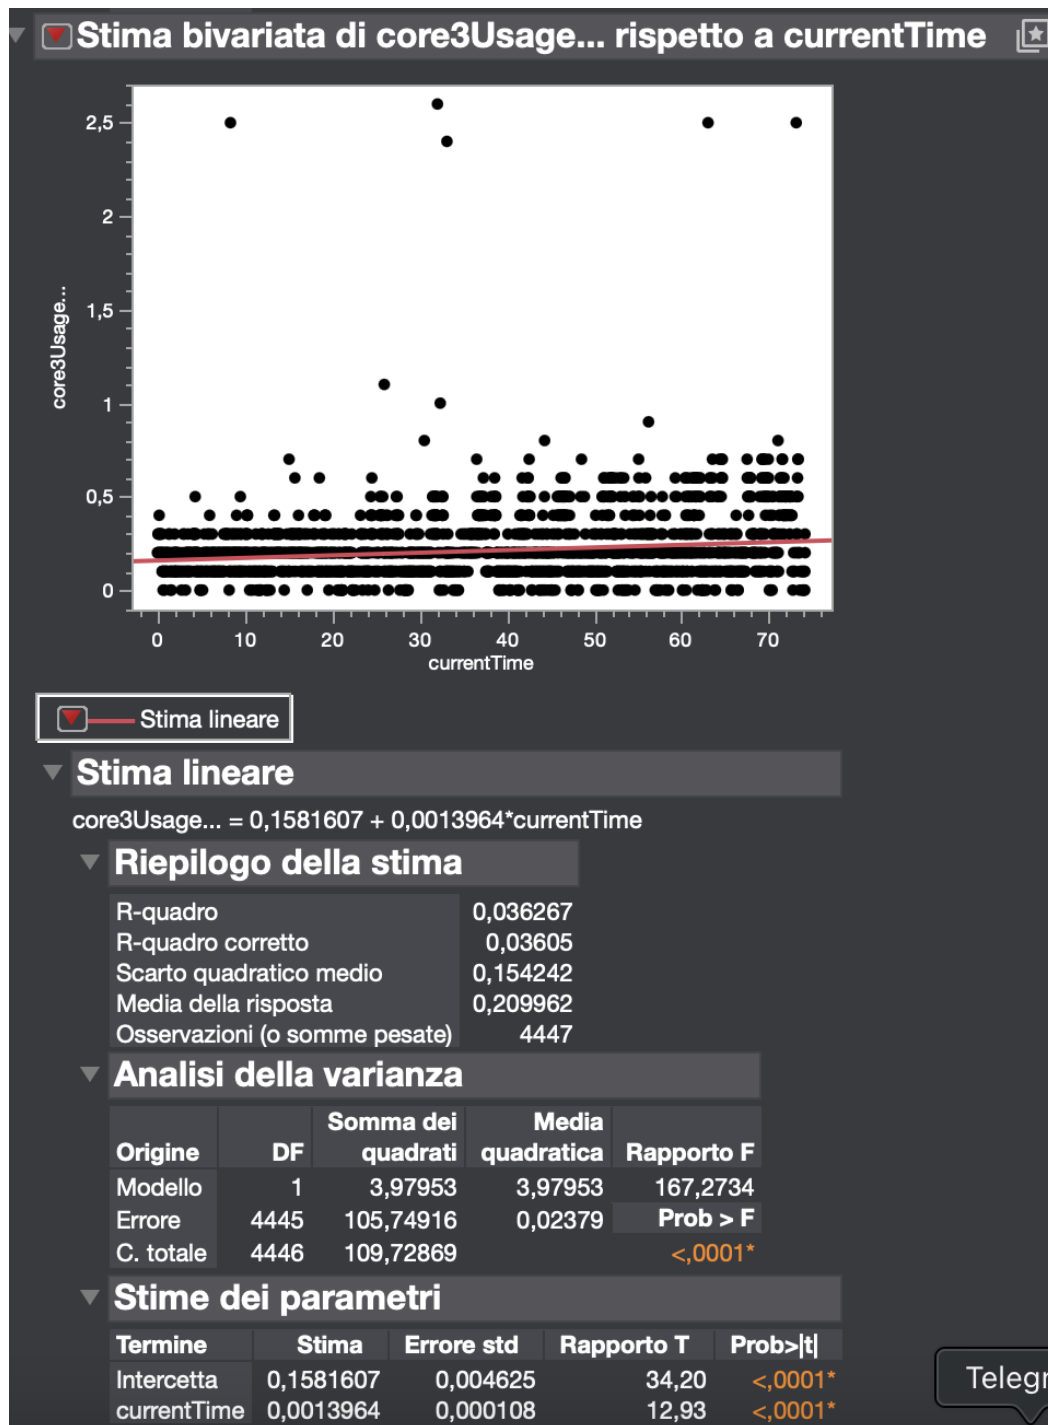 Stima bivariata di core3Usage... rispetto a currentTime
2,5
2
1,5
1
0,5
0
core3Usage...
0 10 20 30 40 50 60 70
currentTime
Stima lineare
Stima lineare
core3Usage... = 0,1581607 + 0,0013964*currentTime
Riepilogo della stima
R-quadro 0,036267
R-quadro corretto 0,03605
Scarto quadratico medio 0,154242
Media della risposta 0,209962
Osservazioni (o somme pesate) 4447
Analisi della varianza
Somma dei Media
Origine DF quadrati quadratica Rapporto F
Modello 1 3,97953 3,97953 167,2734
Errore 4445 105,74916 0,02379 Prob > F
C. totale 4446 109,72869 <,0001*
Stime dei parametri
Termine Stima Errore std Rapporto T Prob>|t|
Intercetta 0,1581607 0,004625 34,20 <,0001*
currentTime 0,0013964 0,000108 12,93 <,0001*
Telegr